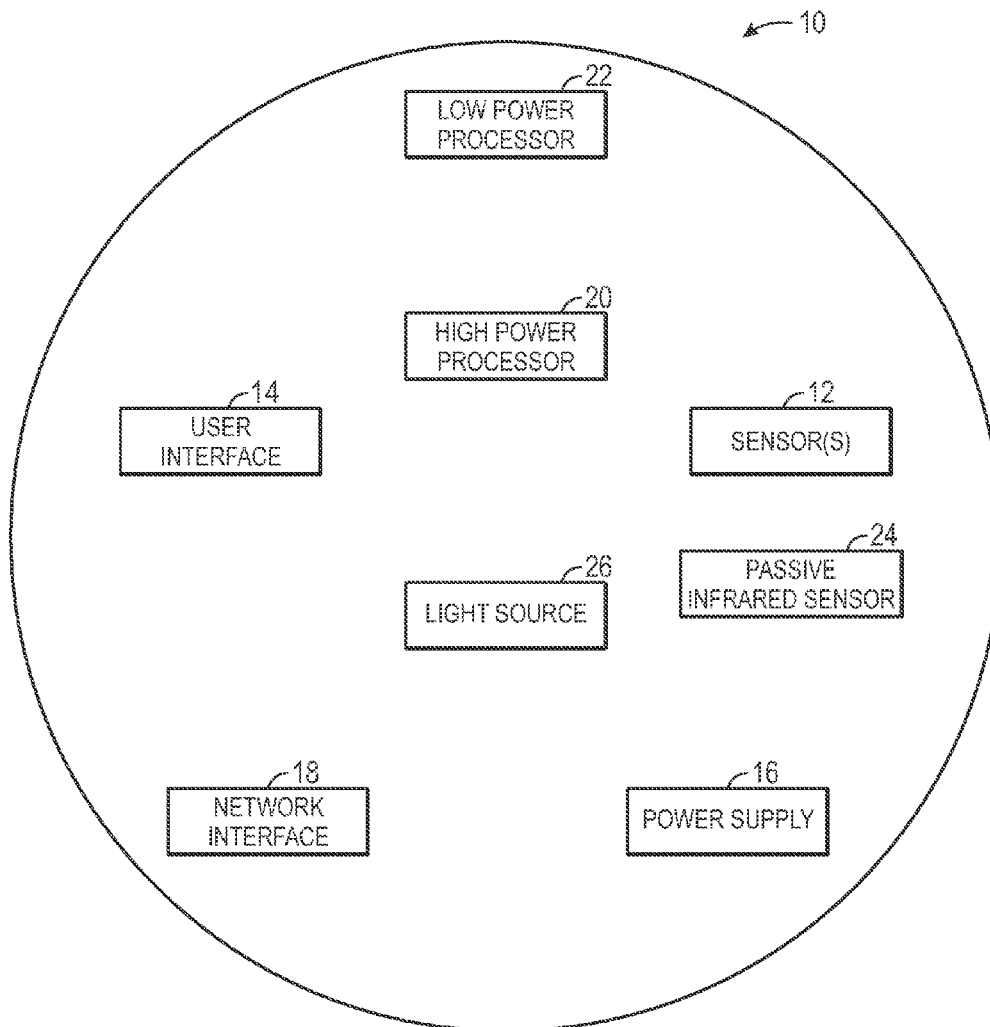 10
22
LOW POWER
PROCESSOR
20
HIGH POWER
PROCESSOR
14
USER
INTERFACE
12
SENSOR(S)
24
PASSIVE
INFRARED SENSOR
26
LIGHT SOURCE
18
NETWORK
INTERFACE
16
POWER SUPPLY